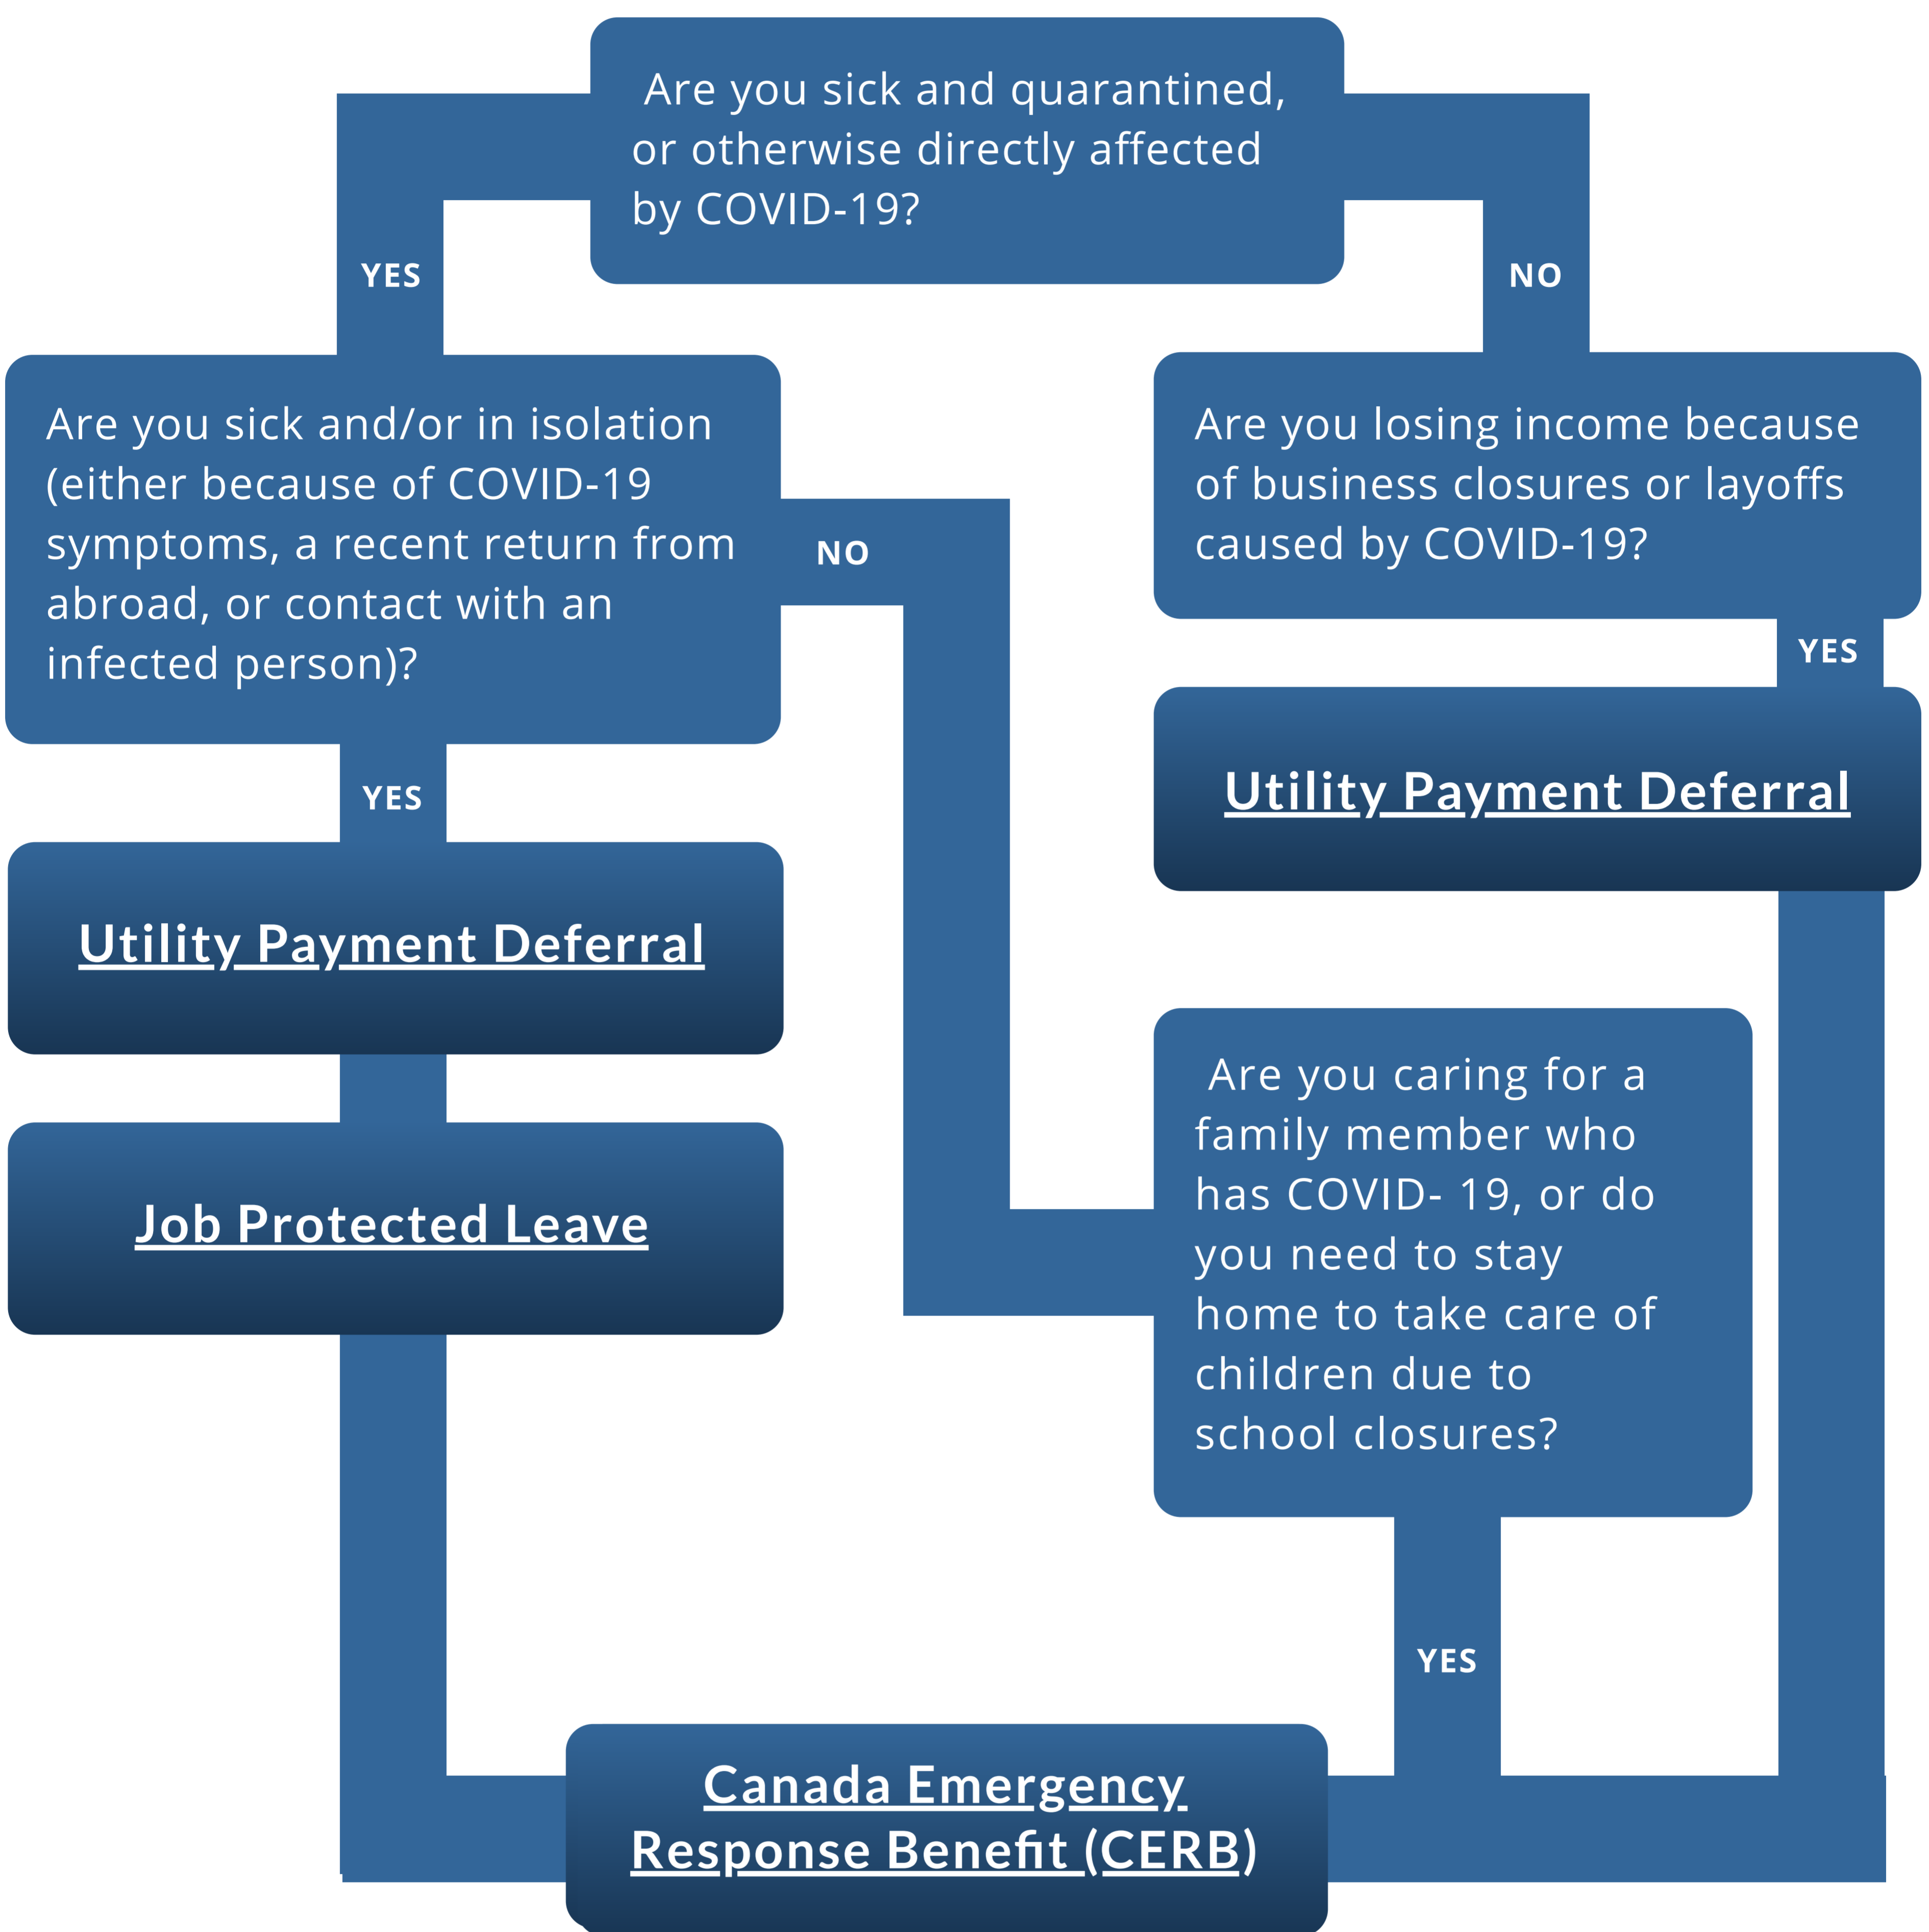 Are you sick and quarantined,
or otherwise directly affected
by COVID-19?
YES
NO
Are you sick and/or in isolation
(either because of COVID-19
symptoms, a recent return from
abroad, or contact with an
infected person)?
NO
Are you losing income because
of business closures or layoffs
caused by COVID-19?
YES
YES
Utility Payment Deferral
Utility Payment Deferral
Job Protected Leave
Are you caring for a
family member who
has COVID- 19, or do
you need to stay
home to take care of
children due to
school closures?
YES
Canada Emergency
Response Benefit (CERB)